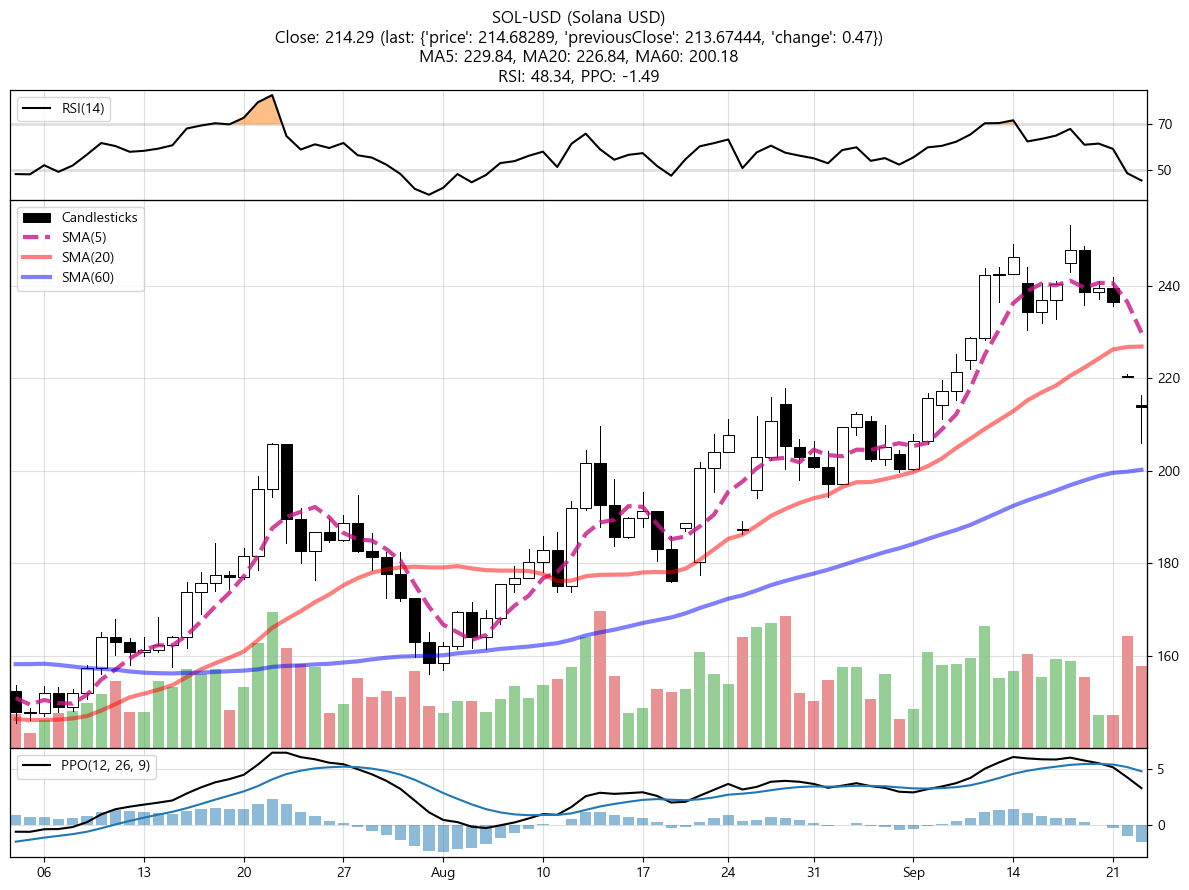 SOL-USD (Solana USD)
Close: 214.29 (last: {'price': 214.68289, 'previousClose': 213.67444, 'change': 0.47})
MA5: 229.84, MA20: 226.84, MA60: 200.18
RSI: 48.34, PPO: -1.49
RSI(14)
70
50
Candlesticks
SMA(5)
SMA(20)
SMA(60)
240
220
200
180
160
PPO(12, 26, 9)
5
0
06 13 20 27 Aug 10 17 24 31 Sep 14 21